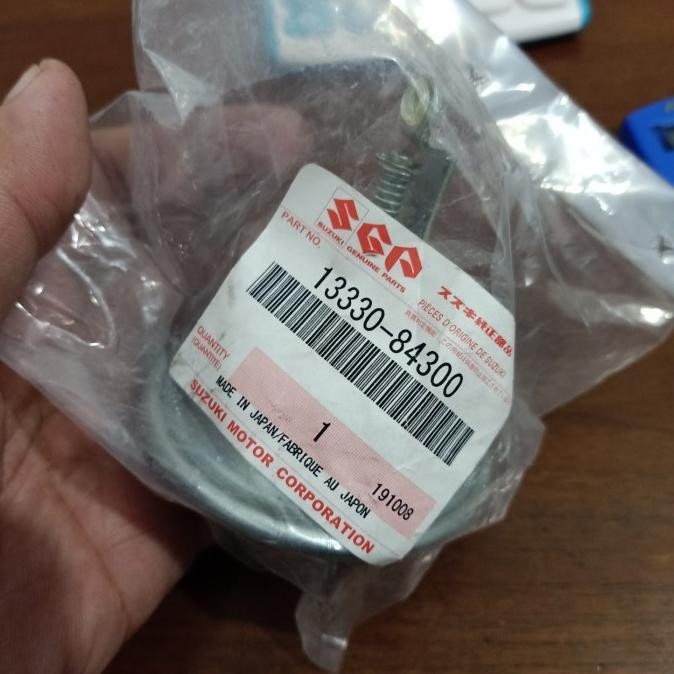 SGP
SUZUKI GENUINE PARTS
スズキ純正部品
PART NO.
PIÈCES D'ORIGINE DE SUZUKI
13330-84300
QUANTITY
(QUANTITÉ)
1
MADE IN JAPAN/FABRIQUE AU JAPON
191008
SUZUKI MOTOR CORPORATION